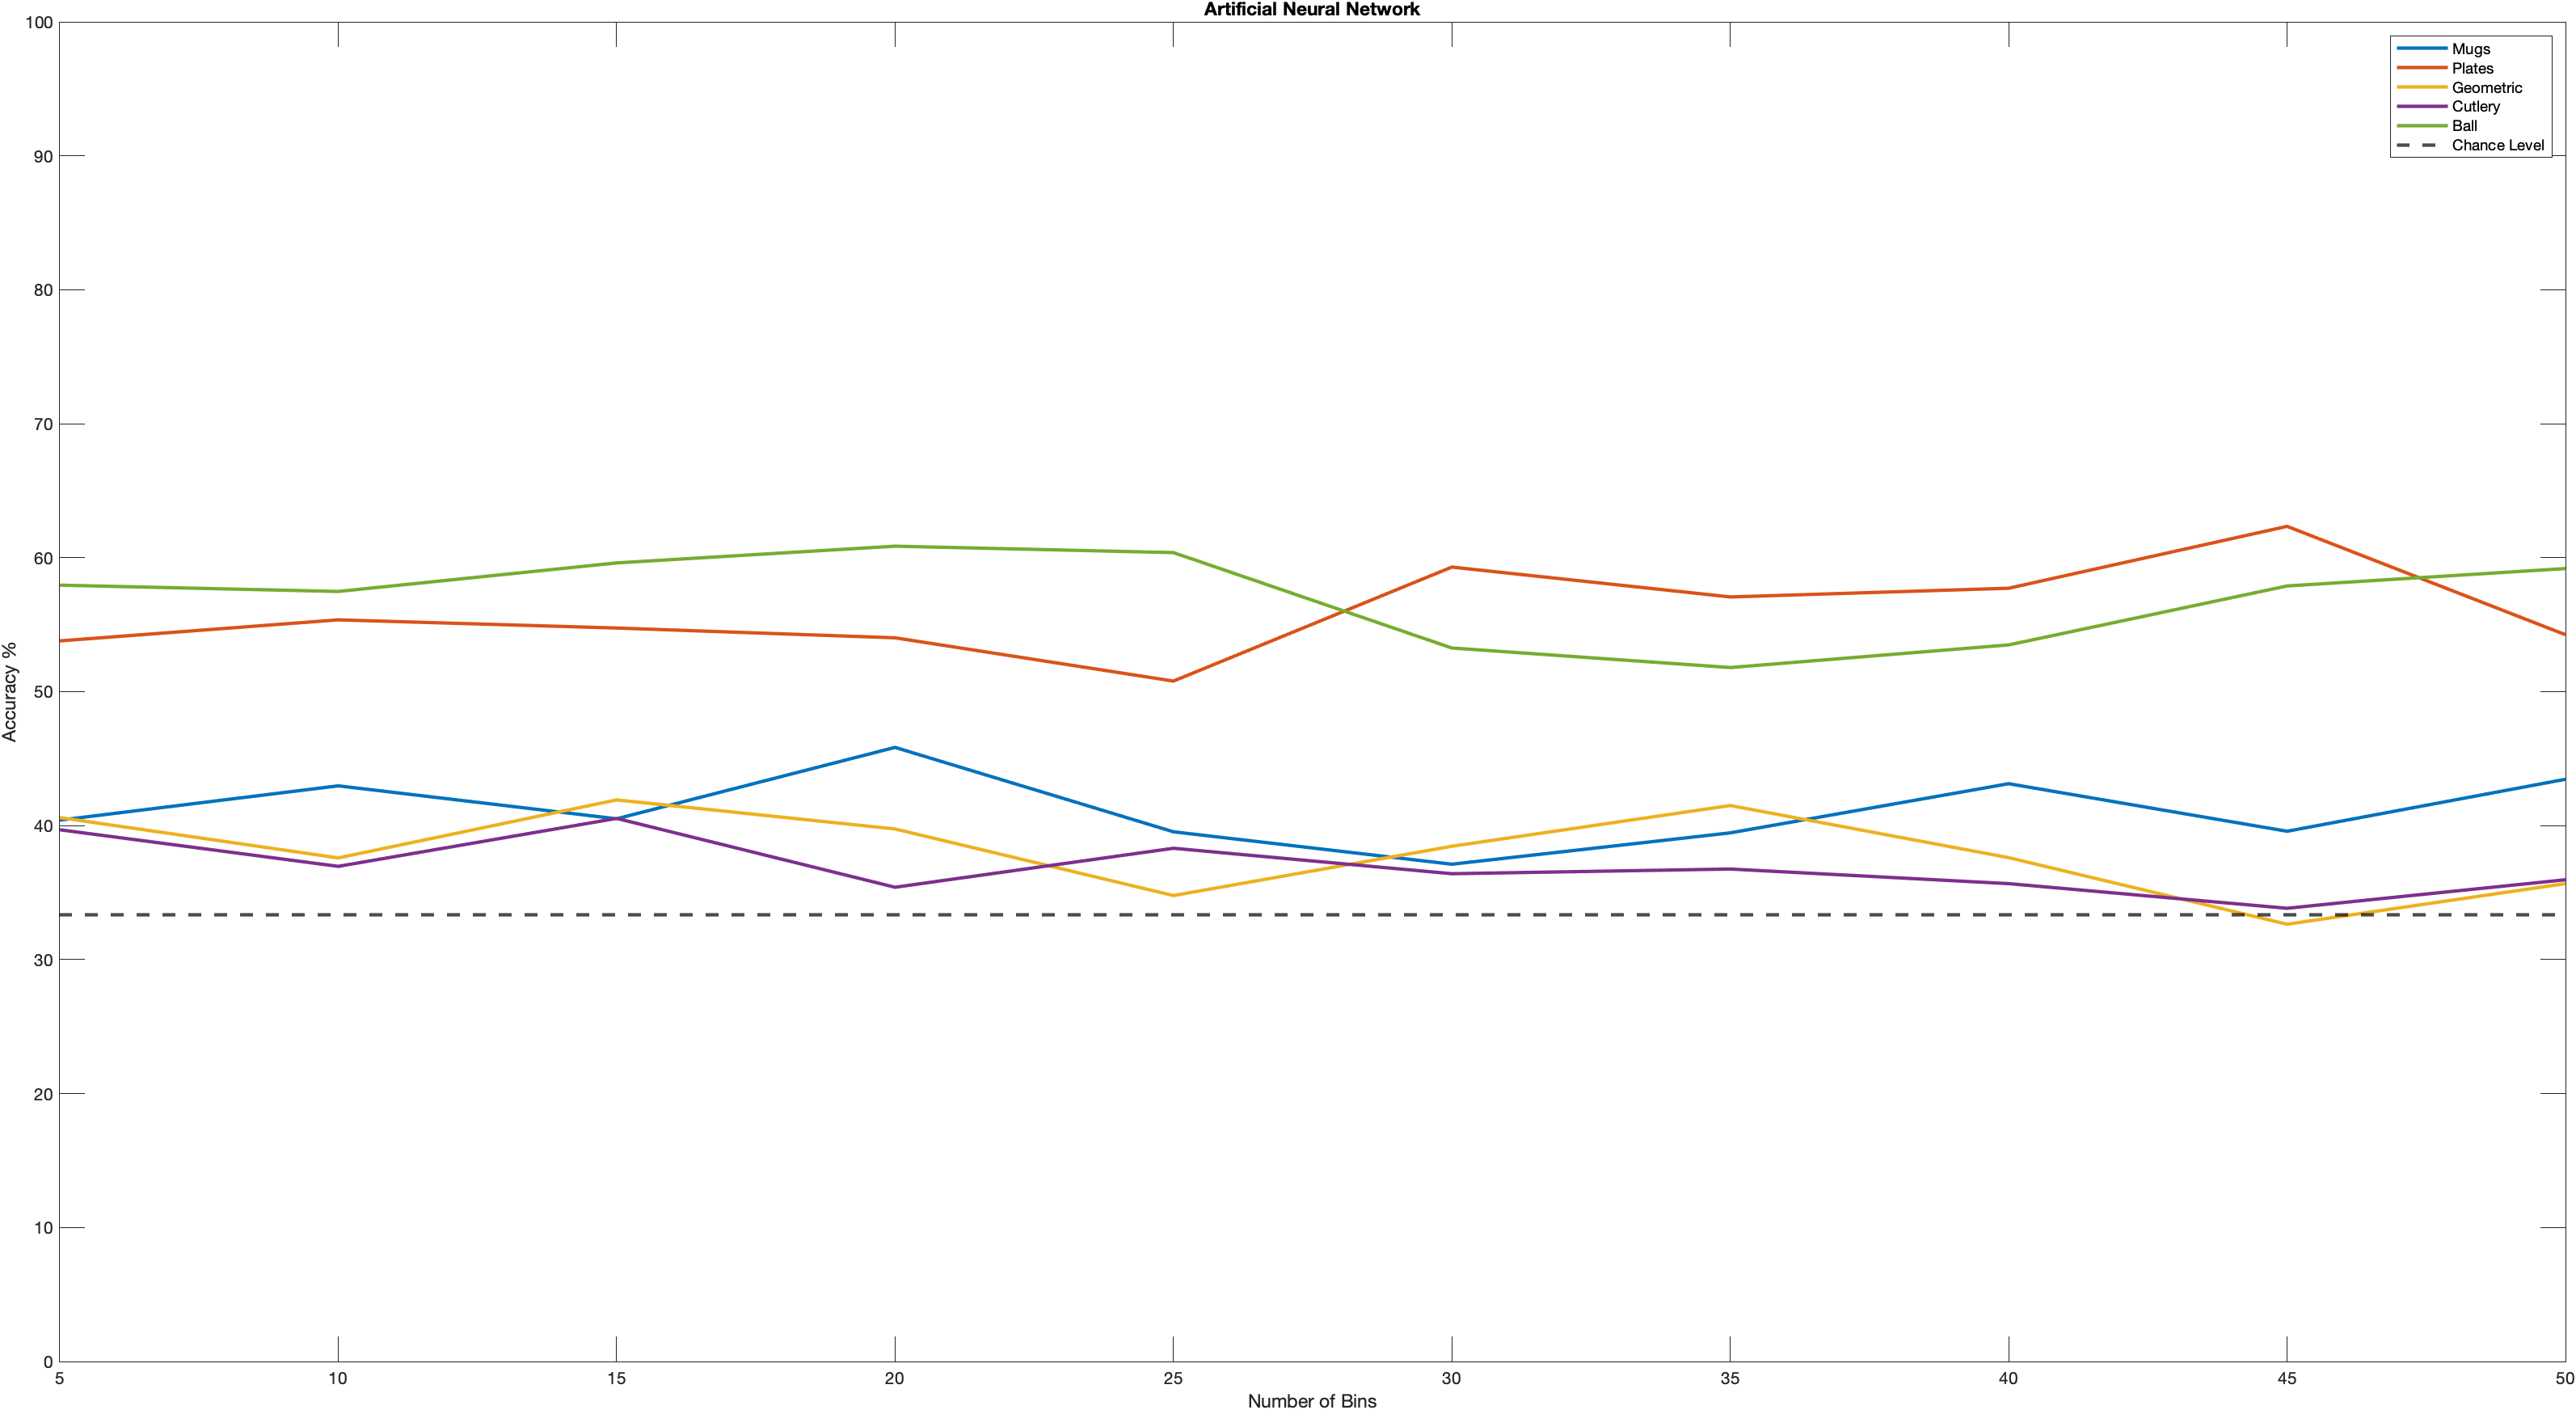 Artificial Neural Network
100
90
80
70
60
50
40
30
20
10
0
Accuracy %
Mugs
Plates
Geometric
Cutlery
Ball
Chance Level
5 10 15 20 25 30 35 40 45 50
Number of Bins